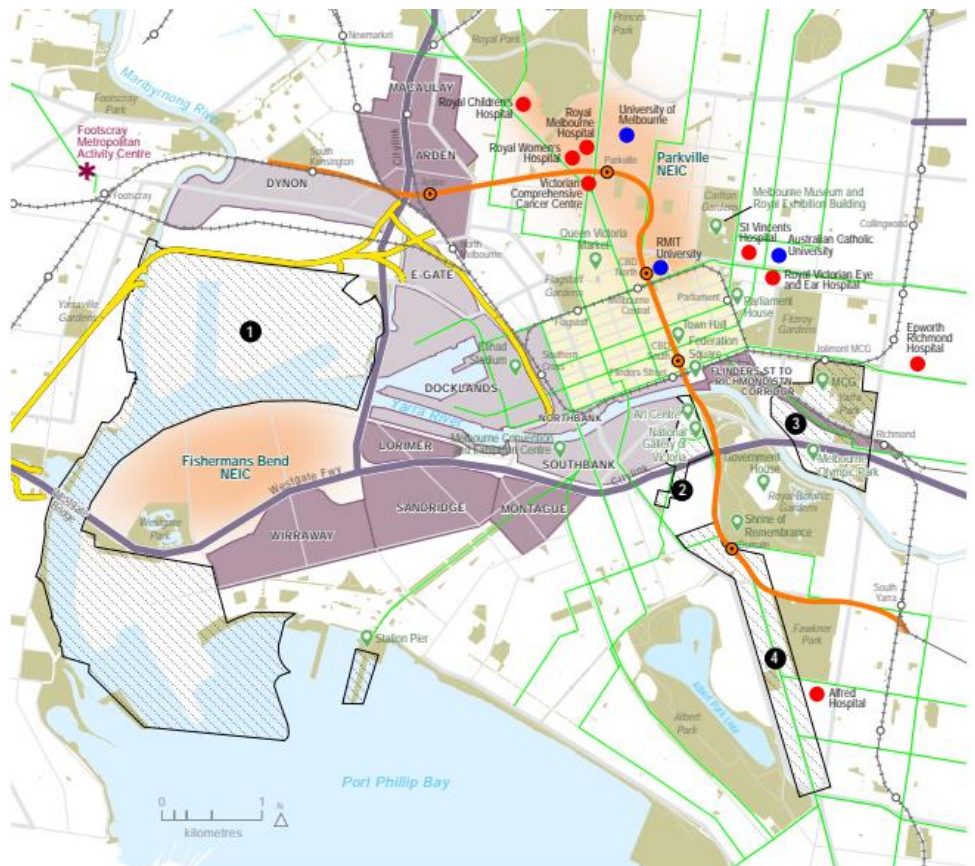 Newmarket
Royal Park
Princes
Park
Maribyrnong River
Footscray
Park
MACAULAY
Royal Children's
Hospital
Royal
Melbourne
Hospital
University of
Melbourne
Footscray
Metropolitan
Activity Centre
South
Kensington
Citylink
ARDEN
Royal Women's
Hospital
Parkville
Parkville
NEIC
DYNON
Footscray
Arden
Victorian
Comprehensive
Cancer Centre
Carlton
Gardens
Melbourne Museum and
Royal Exhibition Building
Collingwood
Queen Victoria
Market
North
Melbourne
RMIT
University
St Vincents
Hospital
Australian Catholic
University
E-GATE
Flagstaff
Gardens
CBD
North
Royal Victorian Eye
and Ear Hospital
Yarraville
Gardens
Melbourne
Central
Parliament
Parliament
House
Fitzroy
Gardens
1
Flagstaff
Town Hall
Epworth
Richmond
Hospital
Etihad
Stadium
Southern
Cross
CBD
South
Federation
Square
Jolimont MCG
DOCKLANDS
Flinders Street
FLINDERS ST TO
RICHMOND STN
CORRIDOR
MCG
Yarra
Park
Yarra River
NORTHBANK
Art Centre
3
LORIMER
Melbourne Convention
and Exhibition Centre
National
Gallery of
Victoria
Richmond
Fishermans Bend
NEIC
SOUTHBANK
Citylink
Government
House
Melbourne
Olympic Park
Westgate Fwy
2
Royal Botanic
Gardens
Westgate
Bridge
Westgate
Park
SANDRIDGE
MONTAGUE
WIRRAWAY
Shrine of
Remembrance
Domain
South
Yarra
Station Pier
Fawkner
Park
4
Albert Park Lake
Alfred
Hospital
Albert
Park
Port Phillip Bay
0 1
N
kilometres